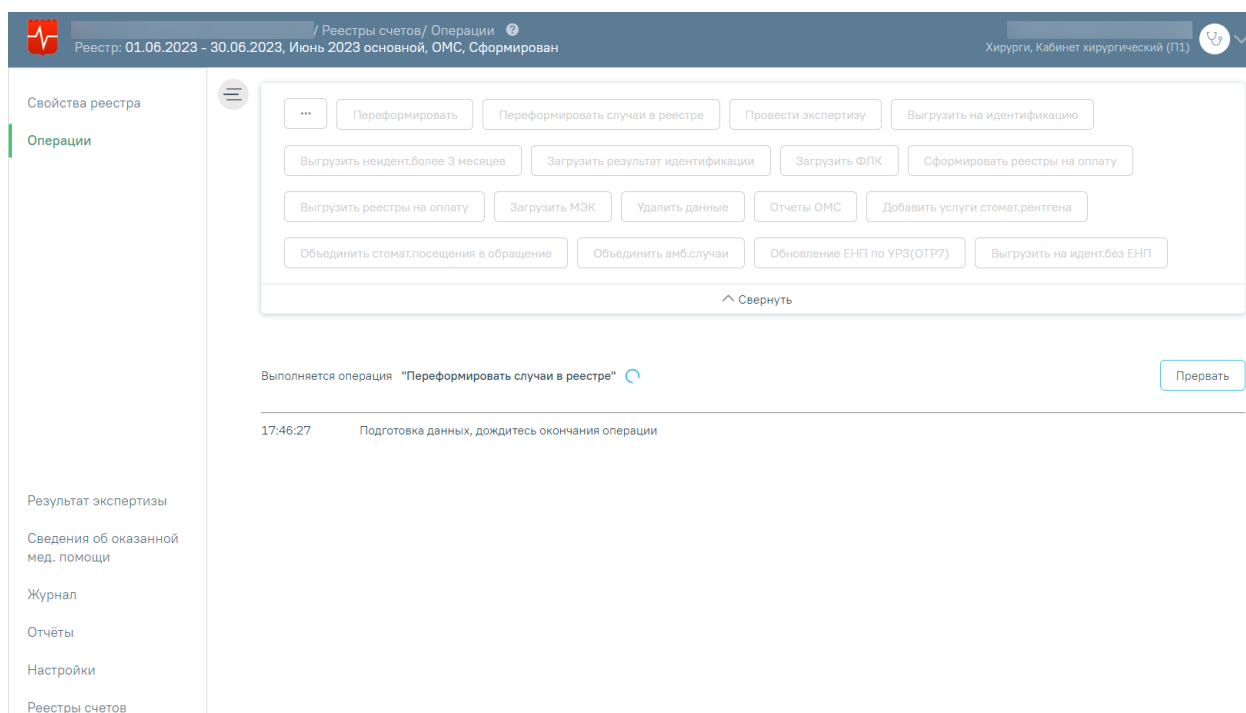 / Реестры счетов/ Операции ?
Реестр: 01.06.2023 - 30.06.2023, Июнь 2023 основной, ОМС, Сформирован
Хирурги, Кабинет хирургический (П1)
Свойства реестра
Операции
... Переформировать Переформировать случаи в реестре Провести экспертизу Выгрузить на идентификацию
Выгрузить неидент.более 3 месяцев Загрузить результат идентификации Загрузить ФЛК Сформировать реестры на оплату
Выгрузить реестры на оплату Загрузить МЭК Удалить данные Отчеты ОМС Добавить услуги стомат.рентгена
Объединить стомат.посещения в обращение Объединить амб.случаи Обновление ЕНП по УРЗ(ОТР7) Выгрузить на идент.без ЕНП
Свернуть
Выполняется операция "Переформировать случаи в реестре" Прервать
17:46:27 Подготовка данных, дождитесь окончания операции
Результат экспертизы
Сведения об оказанной
мед. помощи
Журнал
Отчёты
Настройки
Реестры счетов